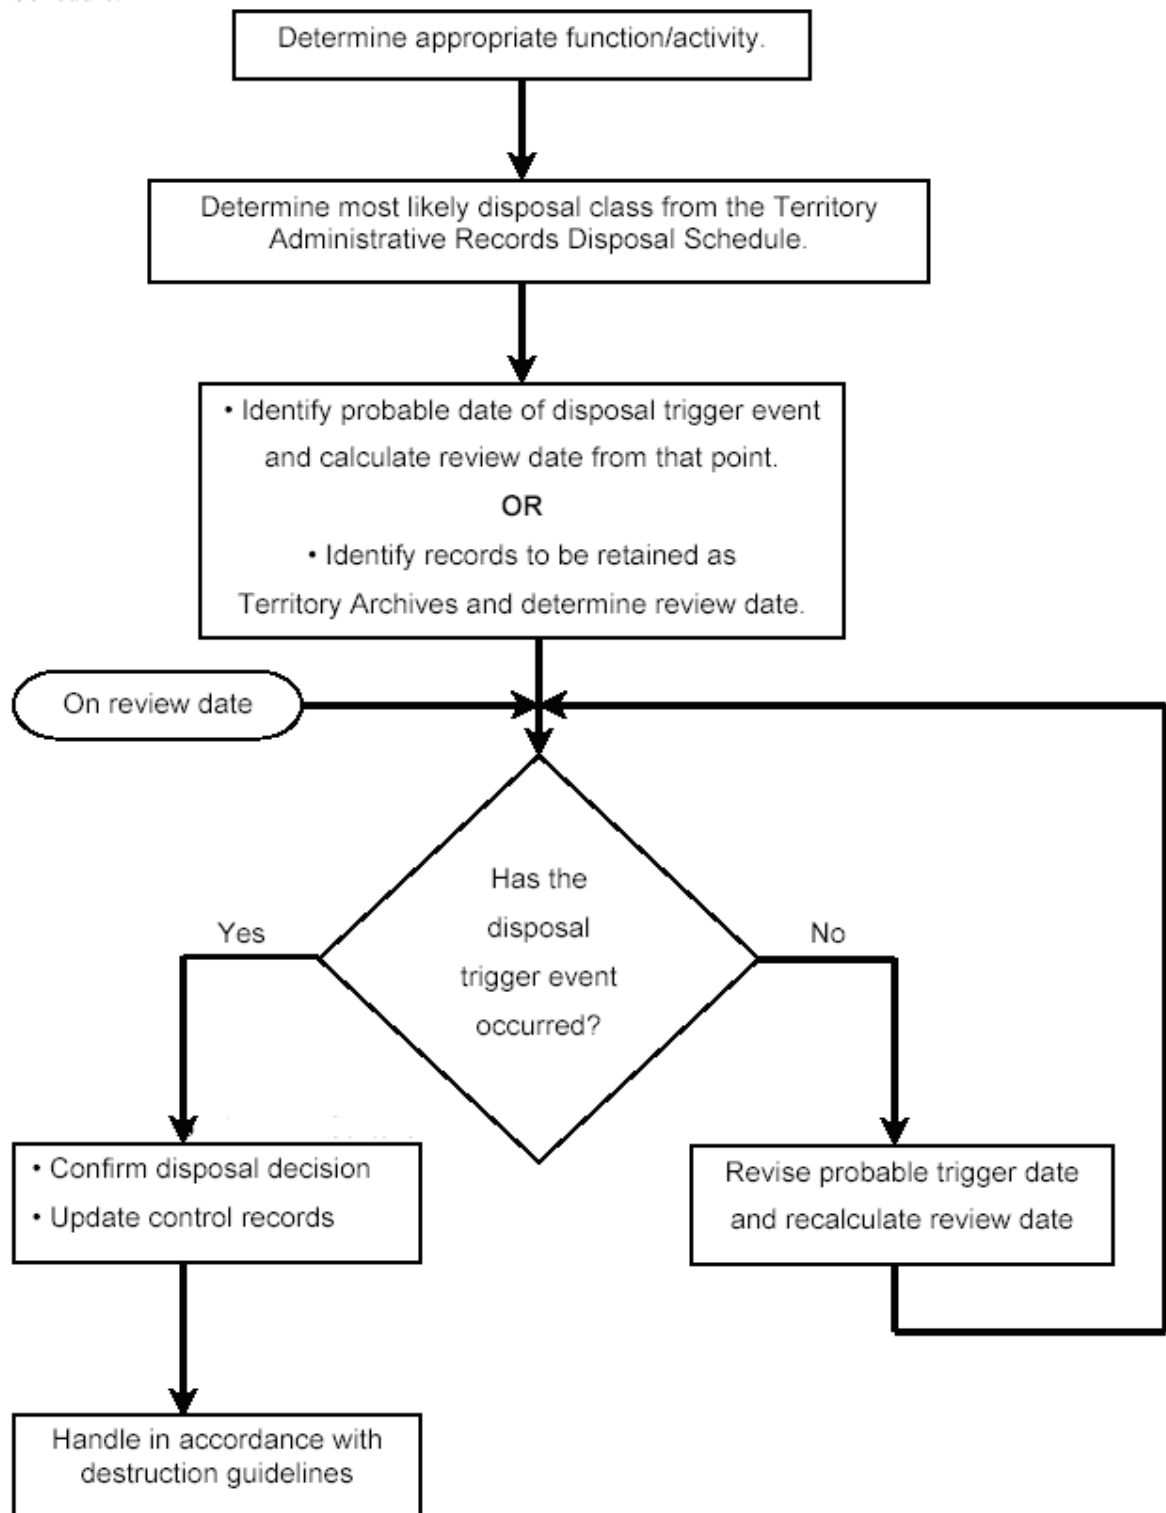 Determine appropriate function/activity.
Determine most likely disposal class from the Territory
Administrative Records Disposal Schedule.
• Identify probable date of disposal trigger event
and calculate review date from that point.
OR
• Identify records to be retained as
Territory Archives and determine review date.
On review date
Has the
disposal
trigger event
occurred?
Yes
No
• Confirm disposal decision
• Update control records
Revise probable trigger date
and recalculate review date
Handle in accordance with
destruction guidelines